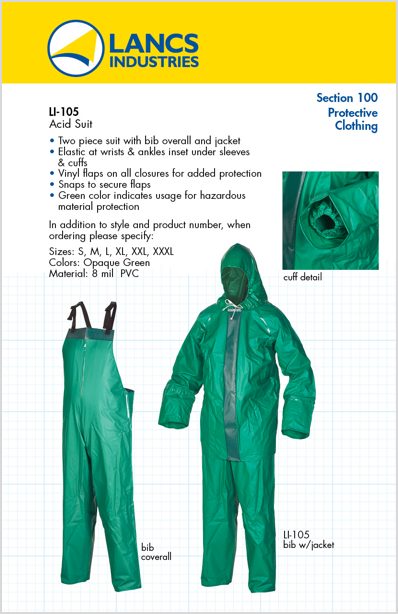 LANCS
INDUSTRIES
Section 100
Protective
Clothing
LI-105
Acid Suit
• Two piece suit with bib overall and jacket
• Elastic at wrists & ankles inset under sleeves
& cuffs
• Vinyl flaps on all closures for added protection
• Snaps to secure flaps
• Green color indicates usage for hazardous
material protection
In addition to style and product number, when
ordering please specify:
Sizes: S, M, L, XL, XXL, XXXL
Colors: Opaque Green
Material: 8 mil PVC
cuff detail
bib
coverall
LI-105
bib w/jacket